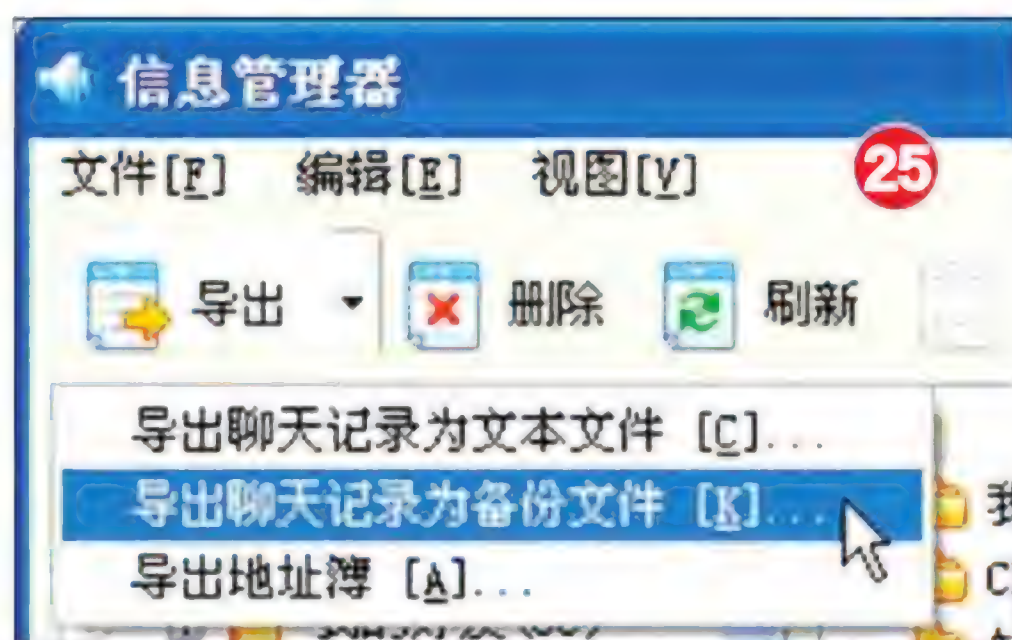 信息管理器
文件[F] 编辑[E] 视图[V] 25
导出 删除 刷新
导出聊天记录为文本文件 [C]...
导出聊天记录为备份文件 [K]...
导出地址簿 [A]...